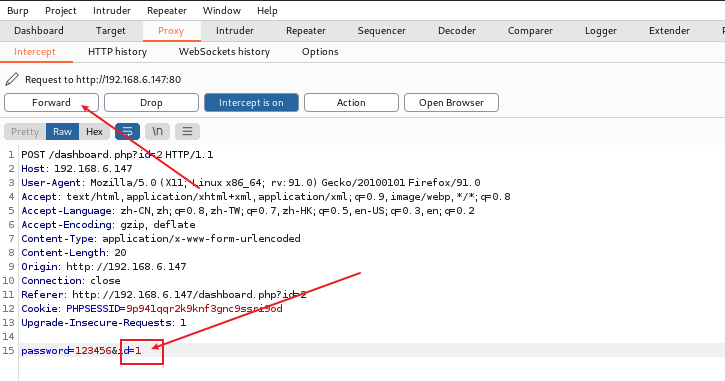 Burp Project Intruder Repeater Window Help
Dashboard Target Proxy Intruder Repeater Sequencer Decoder Comparer Logger Extender
Intercept HTTP history WebSockets history Options
Request to http://192.168.6.147:80
Forward Drop Intercept is on Action Open Browser
Pretty Raw Hex \n
1 POST /dashboard.php?id=2 HTTP/1.1
2 Host: 192.168.6.147
3 User-Agent: Mozilla/5.0 (X11; Linux x86_64; rv:91.0) Gecko/20100101 Firefox/91.0
4 Accept: text/html,application/xhtml+xml,application/xml;q=0.9,image/webp,*/*;q=0.8
5 Accept-Language: zh-CN,zh;q=0.8,zh-TW;q=0.7,zh-HK;q=0.5,en-US;q=0.3,en;q=0.2
6 Accept-Encoding: gzip, deflate
7 Content-Type: application/x-www-form-urlencoded
8 Content-Length: 20
9 Origin: http://192.168.6.147
10 Connection: close
11 Referer: http://192.168.6.147/dashboard.php?id=2
12 Cookie: PHPSESSID=9p941qqr2k9knf3gnc9ssri9od
13 Upgrade-Insecure-Requests: 1
14
15 password=123456&id=1